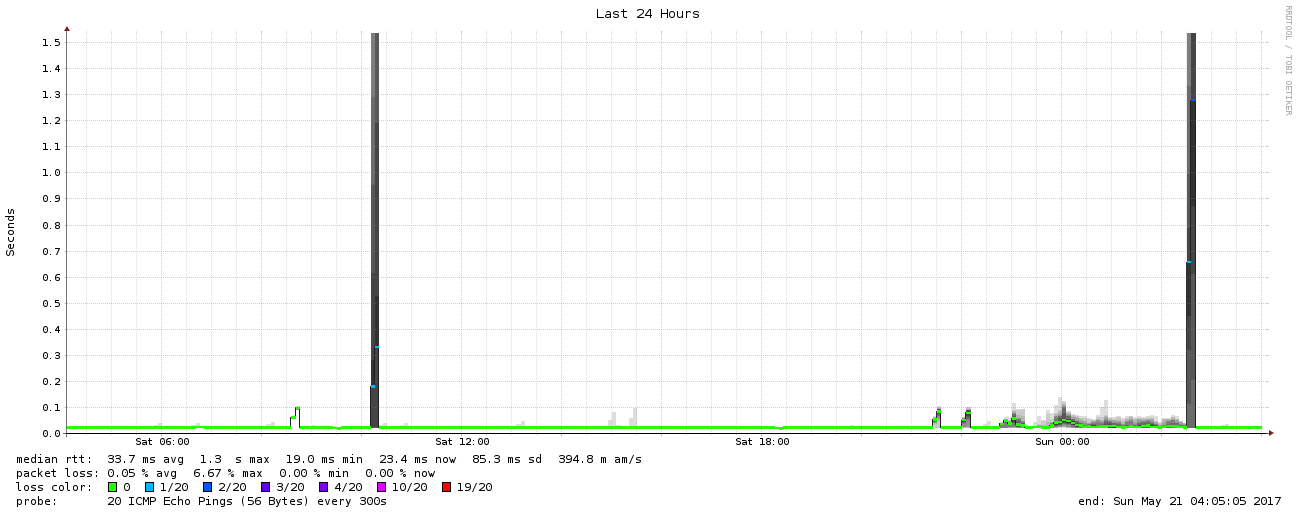 Last 24 Hours
RRDTOOL / TOBI OETIKER
Seconds
1.5
1.4
1.3
1.2
1.1
1.0
0.9
0.8
0.7
0.6
0.5
0.4
0.3
0.2
0.1
0.0
Sat 06:00 Sat 12:00 Sat 18:00 Sun 00:00
median rtt: 33.7 ms avg 1.3 s max 19.0 ms min 23.4 ms now 85.3 ms sd 394.8 m am/s
packet loss: 0.05 % avg 6.67 % max 0.00 % min 0.00 % now
loss color: 0 1/20 2/20 3/20 4/20 10/20 19/20
probe: 20 ICMP Echo Pings (56 Bytes) every 300s end: Sun May 21 04:05:05 2017